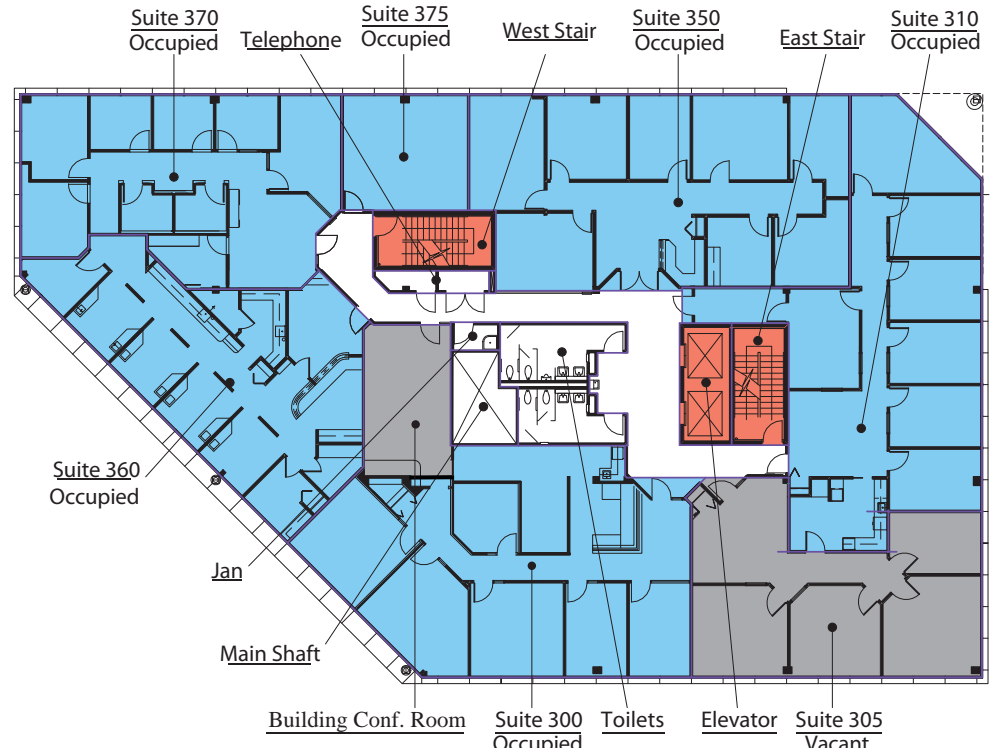 Suite 370
Occupied
Telephone
Suite 375
Occupied
West Stair
Suite 350
Occupied
East Stair
Suite 310
Occupied
Suite 360
Occupied
Jan
Main Shaft
Building Conf. Room
Suite 300
Occupied
Toilets
Elevator
Suite 305
Vacant